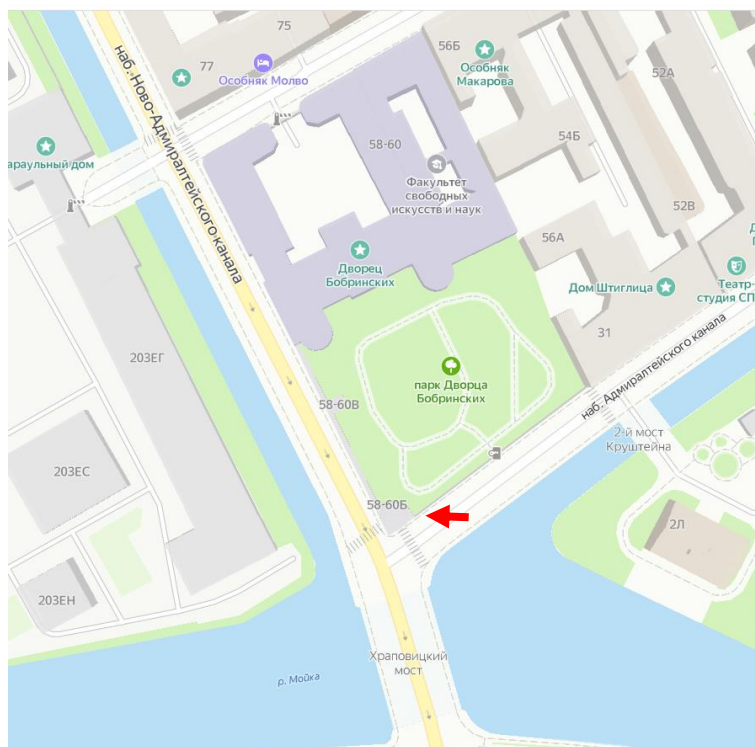 75
77
Особняк Молво
56Б
Особняк
Макарова
52А
наб. Ново-Адмиралтейского канала
араульный дом
58-60
54Б
Факультет
свободных
искусств и наук
52В
56А
Дворец
Бобринских
Дом Штиглица
Театр-
студия СП
31
наб. Адмиралтейского канала
203ЕГ
парк Дворца
Бобринских
58-60В
2-й мост
Круштейна
203ЕС
58-60Б
2Л
203ЕН
Храповицкий
мост
р. Мойка